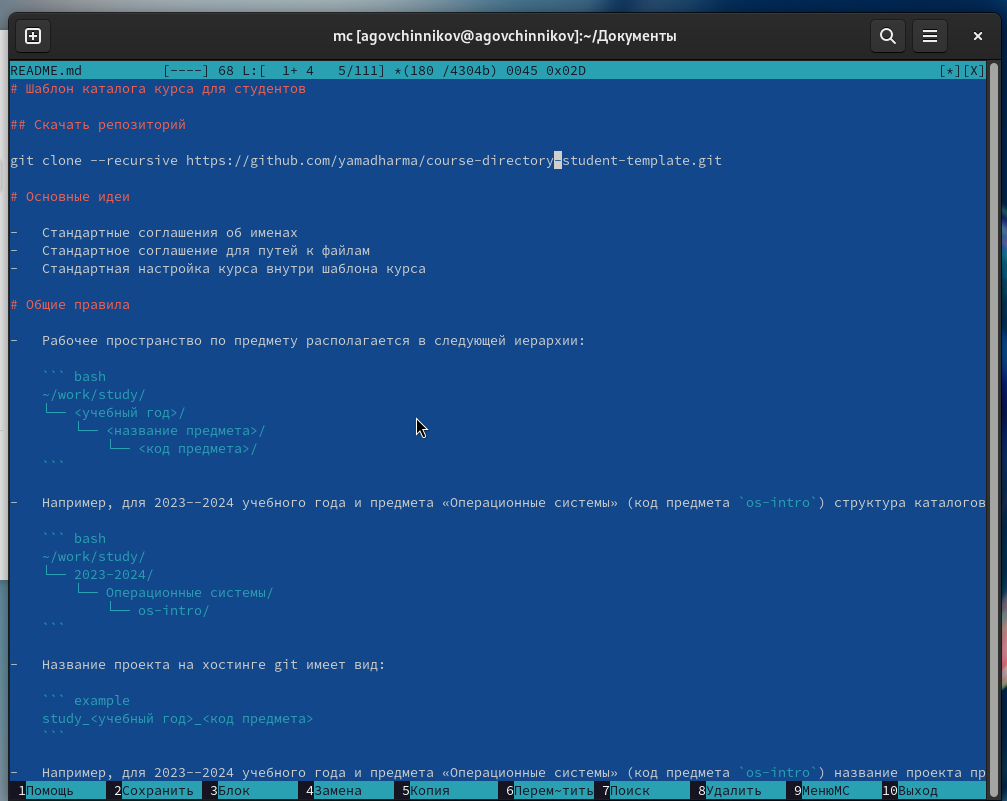 mc [agovchinnikov@agovchinnikov]:~/Документы
README.md          [----] 68 L:[  1+ 4   5/111] *(180 /4304b) 0045 0x02D [*][X]
# Шаблон каталога курса для студентов
## Скачать репозиторий
git clone --recursive https://github.com/yamadharma/course-directory-student-template.git
# Основные идеи
-   Стандартные соглашения об именах
-   Стандартное соглашение для путей к файлам
-   Стандартная настройка курса внутри шаблона курса
# Общие правила
-   Рабочее пространство по предмету располагается в следующей иерархии:
    ``` bash
    ~/work/study/
    └── <учебный год>/
        └── <название предмета>/
            └── <код предмета>/
    ```
-   Например, для 2023--2024 учебного года и предмета «Операционные системы» (код предмета `os-intro`) структура каталогов
    ``` bash
    ~/work/study/
    └── 2023-2024/
        └── Операционные системы/
            └── os-intro/
    ```
-   Название проекта на хостинге git имеет вид:
    ``` example
    study_<учебный год>_<код предмета>
    ```
-   Например, для 2023--2024 учебного года и предмета «Операционные системы» (код предмета `os-intro`) название проекта пр
1Помощь 2Сохранить 3Блок 4Замена 5Копия 6Перем~тить 7Поиск 8Удалить 9МенюMC 10Выход